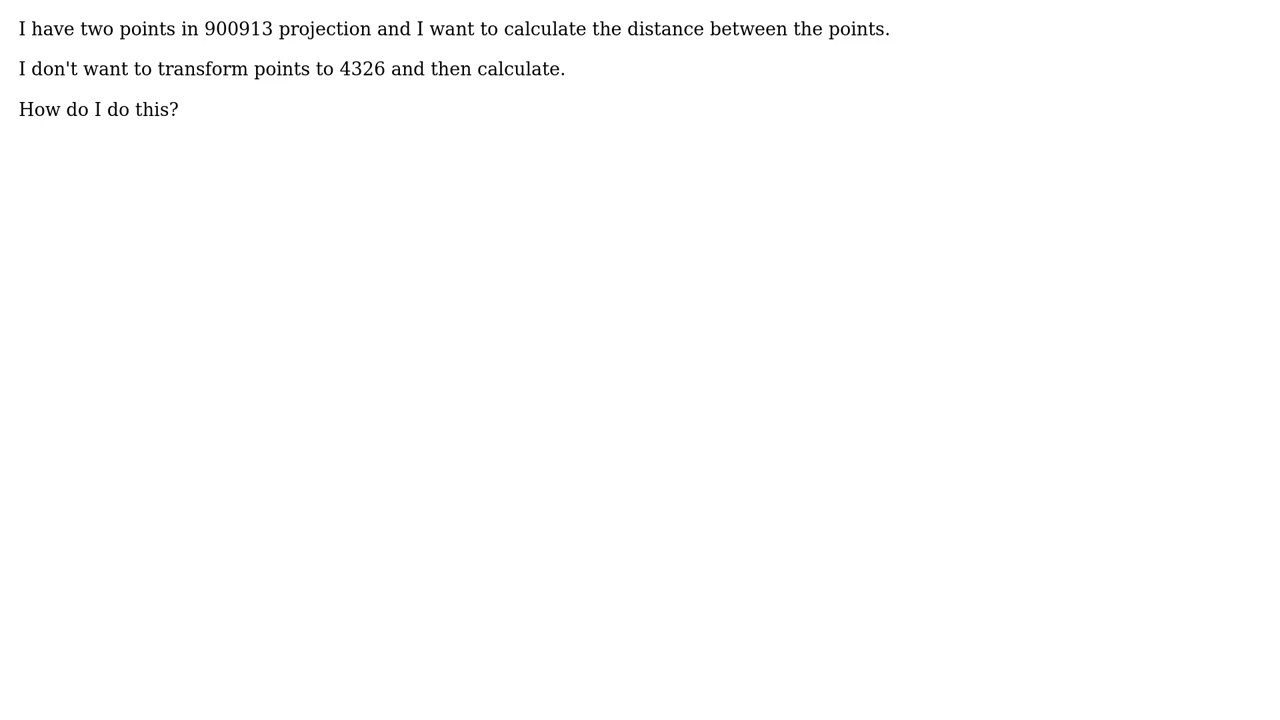 I have two points in 900913 projection and I want to calculate the distance between the points.
I don't want to transform points to 4326 and then calculate.
How do I do this?